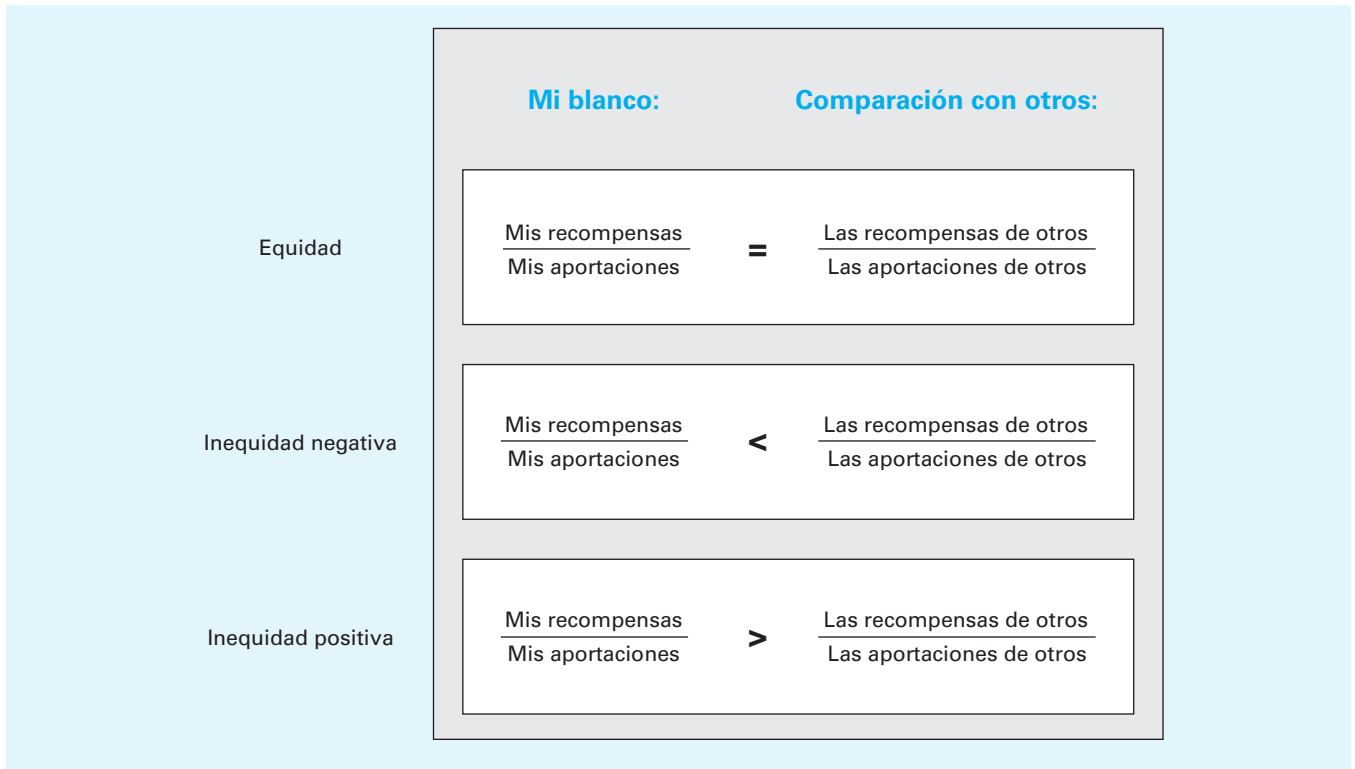 Mi blanco: Comparación con otros:
Equidad
Mis recompensas = Las recompensas de otros
Mis aportaciones Las aportaciones de otros
Inequidad negativa
Mis recompensas < Las recompensas de otros
Mis aportaciones Las aportaciones de otros
Inequidad positiva
Mis recompensas > Las recompensas de otros
Mis aportaciones Las aportaciones de otros